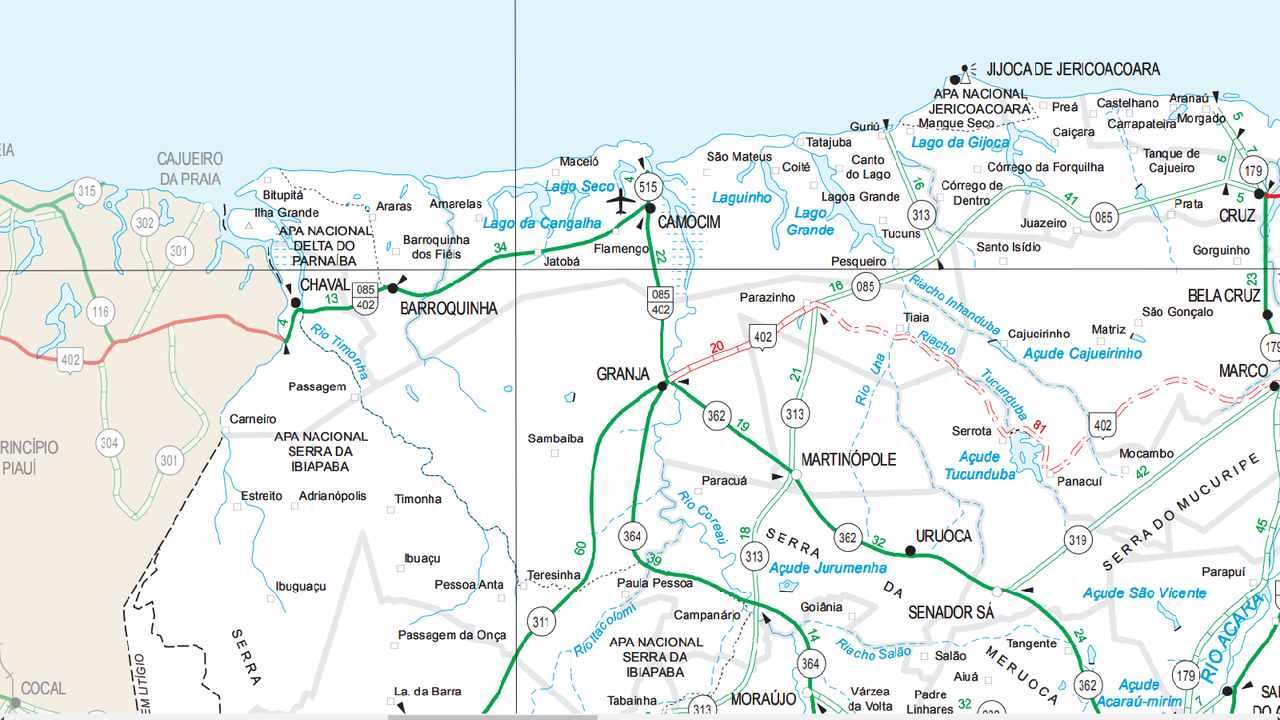 JIJOCA DE JERICOACOARA
APA NACIONAL
JERICOACOARA
Mangue Seco
Preá
Castelhano
Aranaú
Carrapateira
Morgado
5
Guriú
Tatajuba
Lago da Gijoca
Caiçara
Tanque de
Cajueiro
6
7
179
CAJUEIRO
DA PRAIA
EIA
Maceió
São Mateus
Coité
Canto
do Lago
Córrego da Forquilha
315
Bitupitá
Lago Seco
4
515
Laguinho
Lagoa Grande
16
Córrego de
Dentro
41
5
302
Ilha Grande
Araras
Amarelas
Lago da Cangalha
CAMOCIM
Lago
Grande
313
085
Prata
CRUZ
APA NACIONAL
DELTA DO
PARNAÍBA
Barroquinha
dos Fiéis
34
Flamengo
Tucuns
Juazeiro
301
Jatobá
22
Pesqueiro
Santo Isídio
Gorguinho
23
CHAVAL
13
085
402
BARROQUINHA
085
402
Parazinho
16
085
Riacho Inhanduba
BELA CRUZ
116
4
Rio Timonha
402
Tiaia
Riacho
Tucunduba
Cajueirinho
Matriz
São Gonçalo
402
20
Açude Cajueirinho
179
GRANJA
21
Rio Una
MARCO
Passagem
362
19
313
81
402
Carneiro
Serrota
304
RINCÍPIO
PIAUÍ
301
APA NACIONAL
SERRA DA
IBIAPABA
Sambaíba
MARTINÓPOLE
Açude
Tucunduba
Mocambo
42
Panacuí
Paracuá
Estreito
Adrianópolis
Timonha
Rio Coreaú
SERRA DO MUCURIPE
45
364
18
SERRA
DA
MERUOCA
362
32
URUOCA
319
60
39
313
Ibuaçu
Teresinha
Paula Pessoa
Açude Jurumenha
Parapuí
Ibuguaçu
Pessoa Anta
Campanário
Goiânia
SENADOR SÁ
Açude São Vicente
RIO ACARAÚ
311
Rio Itacolomi
14
SERRA
Passagem da Onça
APA NACIONAL
SERRA DA
IBIAPABA
364
Riacho Salão
Salão
Tangente
24
EM LITÍGIO
COCAL
La. da Barra
Tabainha
313
MORAÚJO
Várzea
da Volta
Aiuá
Padre
Linhares
32
362
Açude
Acaraú-mirim
179
7